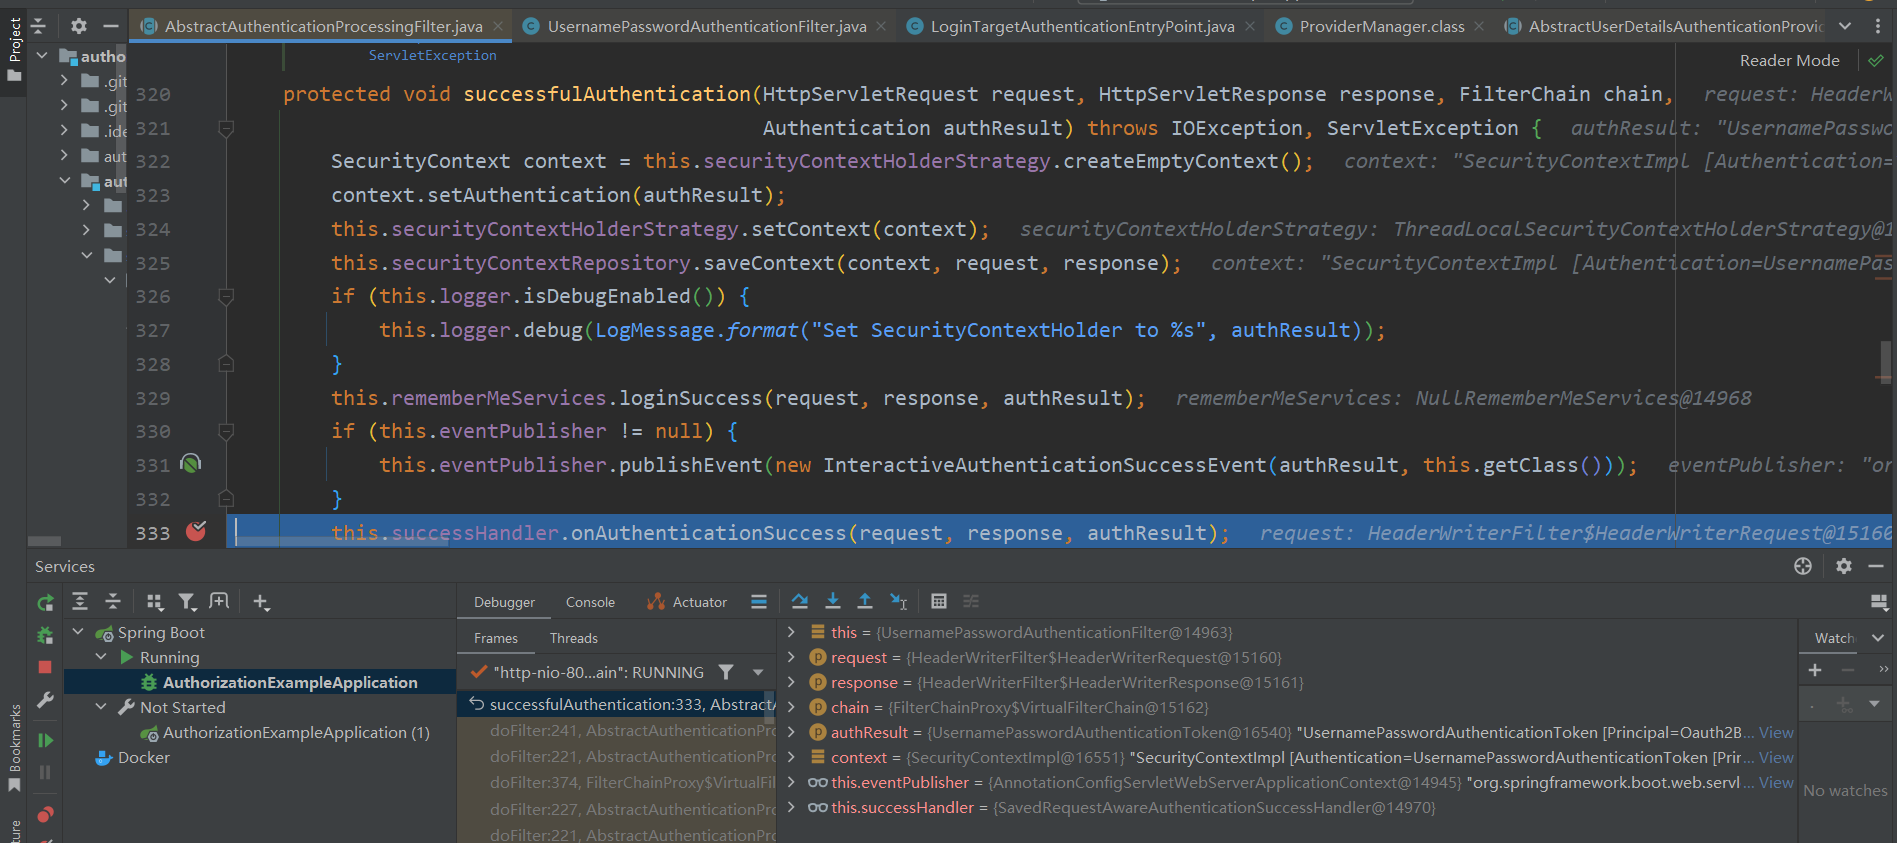 Project
AbstractAuthenticationProcessingFilter.java
UsernamePasswordAuthenticationFilter.java
LoginTargetAuthenticationEntryPoint.java
ProviderManager.class
AbstractUserDetailsAuthenticationProvi
autho
.git
.git
.ide
aut
aut
ServletException
Reader Mode
320 protected void successfulAuthentication(HttpServletRequest request, HttpServletResponse response, FilterChain chain, request: HeaderW
321 Authentication authResult) throws IOException, ServletException { authResult: "UsernamePasswo
322 SecurityContext context = this.securityContextHolderStrategy.createEmptyContext(); context: "SecurityContextImpl [Authentication=
323 context.setAuthentication(authResult);
324 this.securityContextHolderStrategy.setContext(context); securityContextHolderStrategy: ThreadLocalSecurityContextHolderStrategy@1
325 this.securityContextRepository.saveContext(context, request, response); context: "SecurityContextImpl [Authentication=UsernamePas
326 if (this.logger.isDebugEnabled()) {
327 this.logger.debug(LogMessage.format("Set SecurityContextHolder to %s", authResult));
328 }
329 this.rememberMeServices.loginSuccess(request, response, authResult); rememberMeServices: NullRememberMeServices@14968
330 if (this.eventPublisher != null) {
331 this.eventPublisher.publishEvent(new InteractiveAuthenticationSuccessEvent(authResult, this.getClass())); eventPublisher: "or
332 }
333 this.successHandler.onAuthenticationSuccess(request, response, authResult); request: HeaderWriterFilter$HeaderWriterRequest@15160
Services
Debugger Console Actuator
Spring Boot
Running
AuthorizationExampleApplication
Not Started
AuthorizationExampleApplication (1)
Docker
Frames Threads
"http-nio-80...ain": RUNNING
successfulAuthentication:333, AbstractA
doFilter:241, AbstractAuthenticationPro
doFilter:221, AbstractAuthenticationPro
doFilter:374, FilterChainProxy$VirtualFil
doFilter:227, AbstractAuthenticationPro
doFilter:221, AbstractAuthenticationPro
this = {UsernamePasswordAuthenticationFilter@14963}
request = {HeaderWriterFilter$HeaderWriterRequest@15160}
response = {HeaderWriterFilter$HeaderWriterResponse@15161}
chain = {FilterChainProxy$VirtualFilterChain@15162}
authResult = {UsernamePasswordAuthenticationToken@16540} "UsernamePasswordAuthenticationToken [Principal=Oauth2B... View
context = {SecurityContextImpl@16551} "SecurityContextImpl [Authentication=UsernamePasswordAuthenticationToken [Prir... View
this.eventPublisher = {AnnotationConfigServletWebServerApplicationContext@14945} "org.springframework.boot.web.servl... View
this.successHandler = {SavedRequestAwareAuthenticationSuccessHandler@14970}
Watch
No watches
Bookmarks
ture